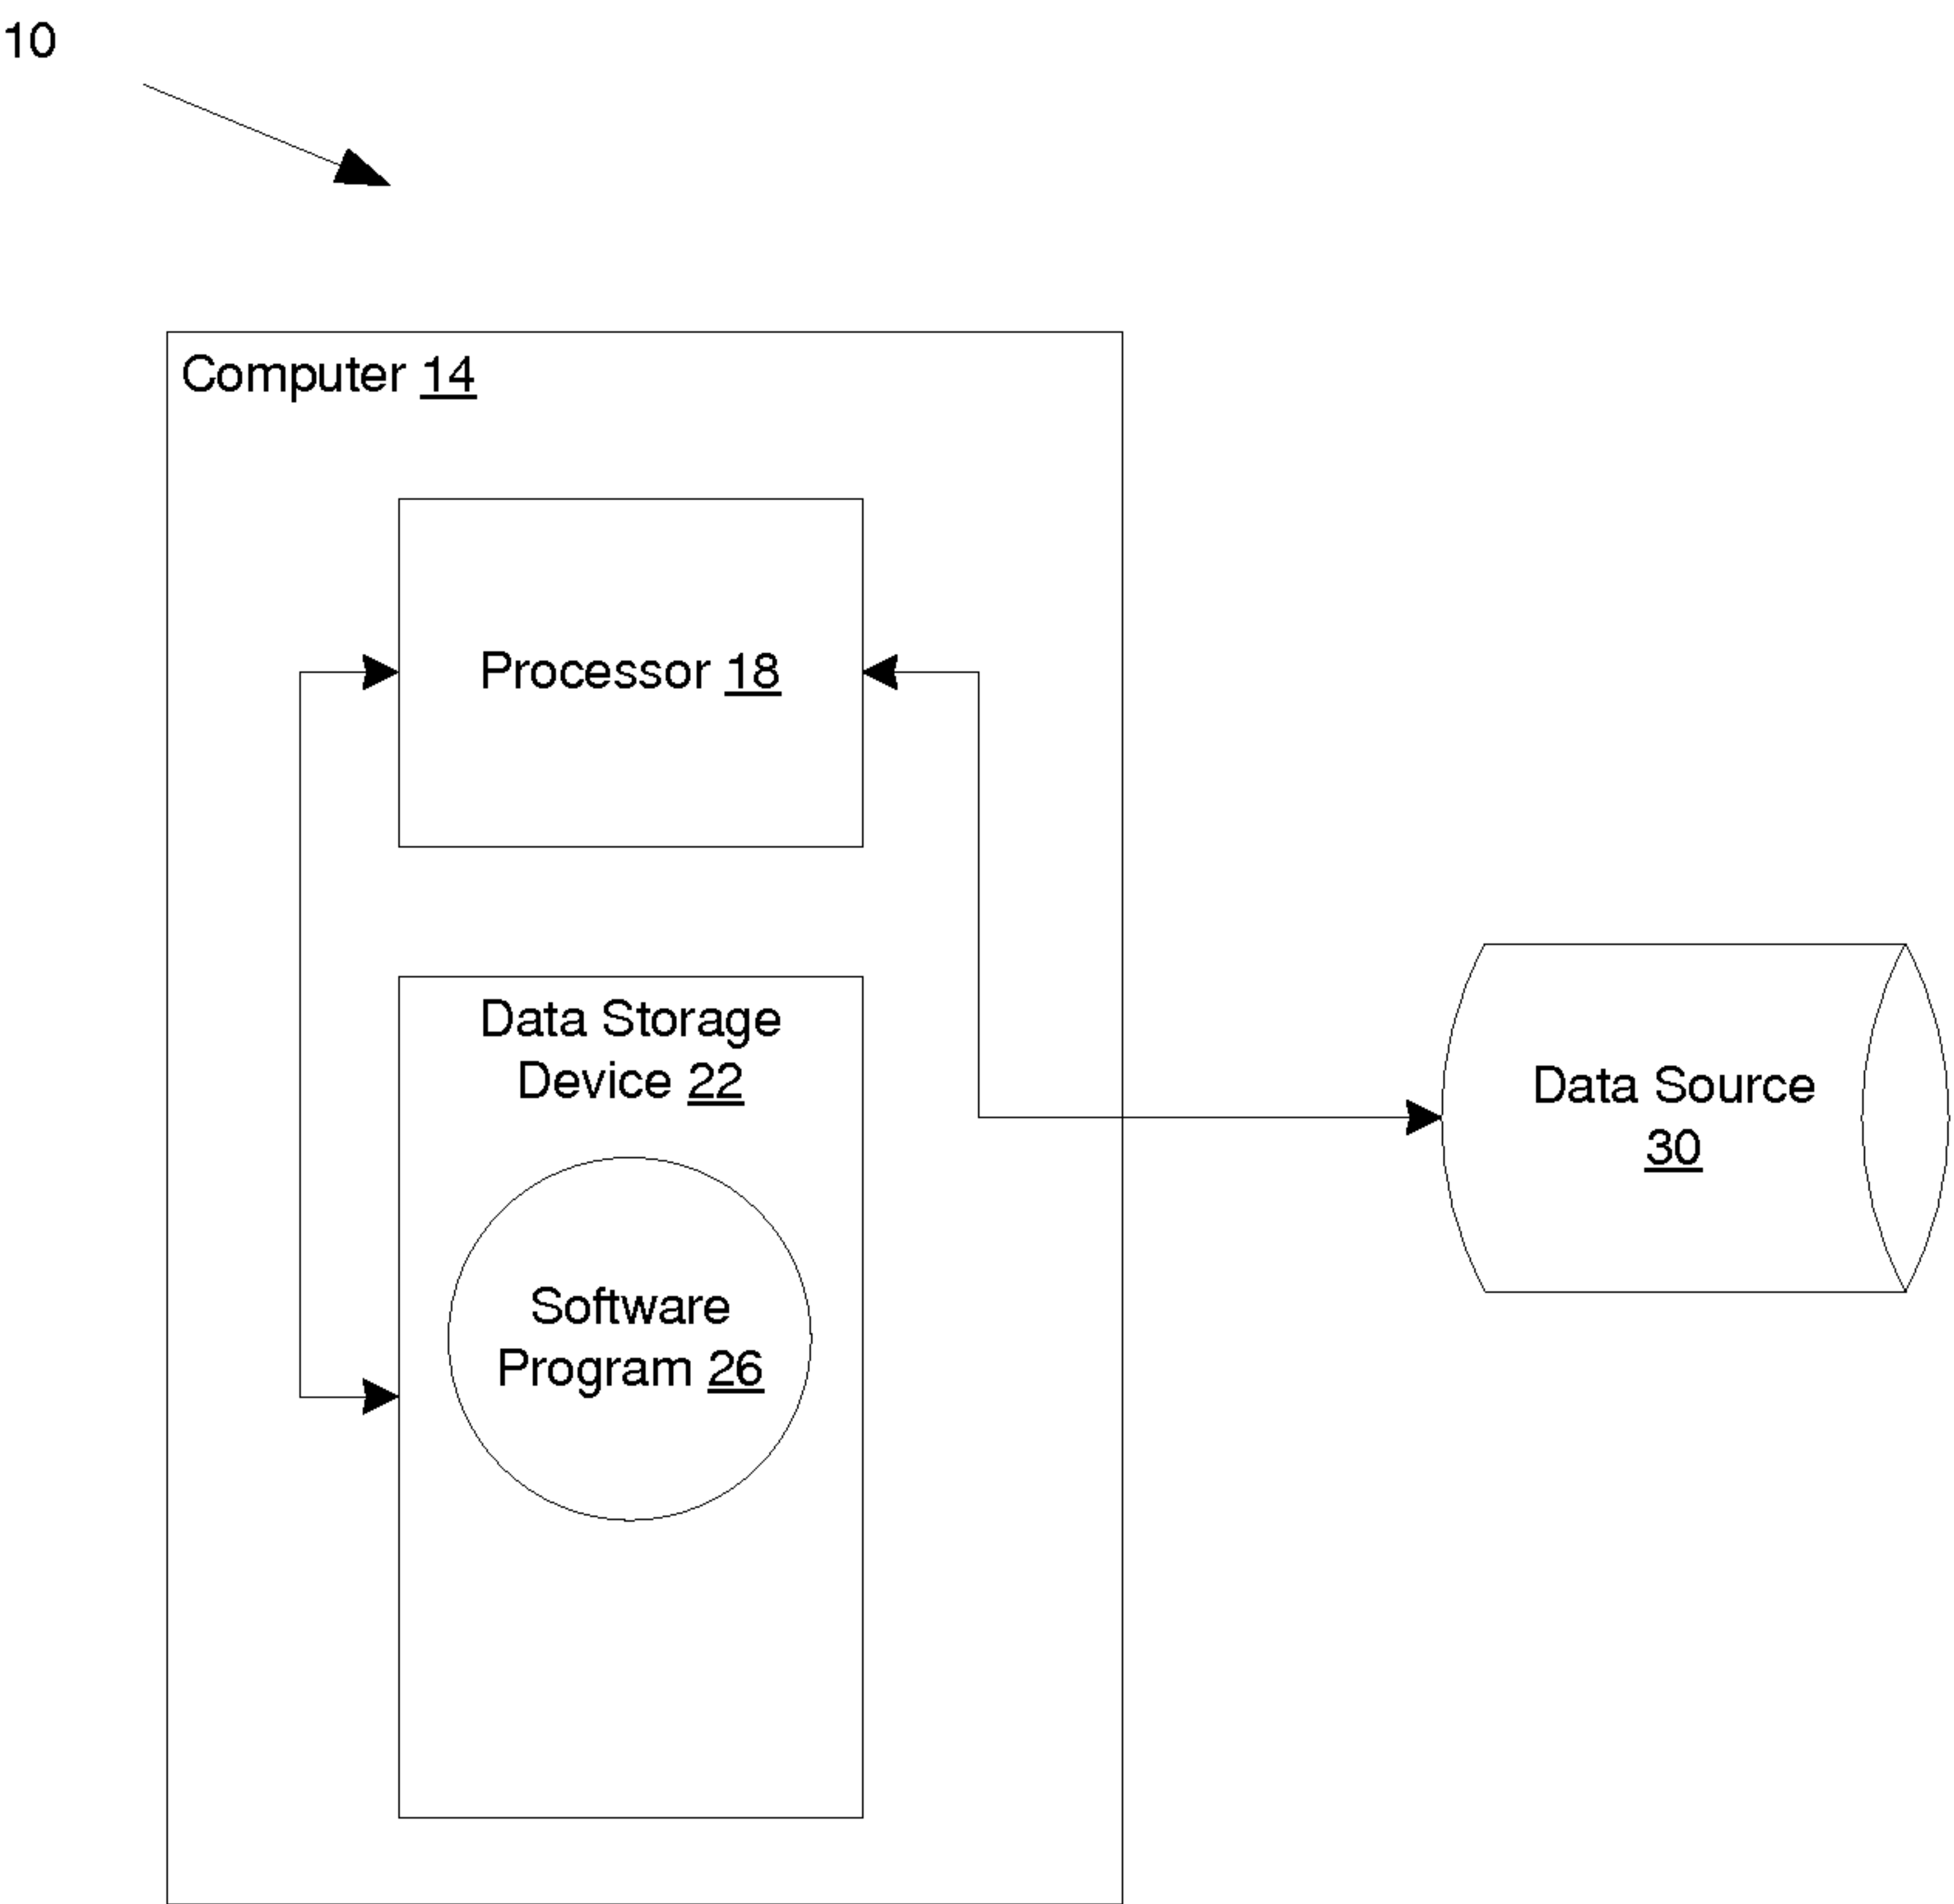 10
Computer 14
Processor 18
Data Storage
Device 22
Software
Program 26
Data Source
30